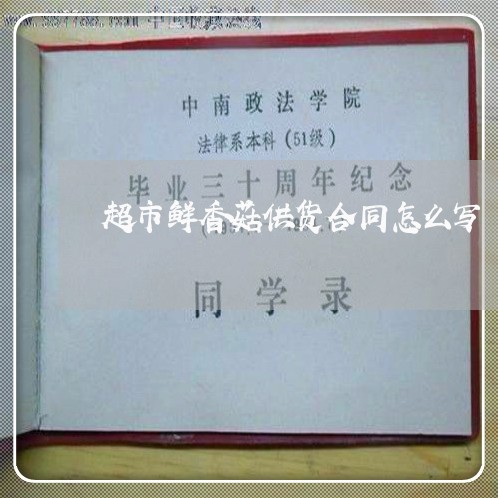 中南政法学院
法律系本科(51级)
毕业三十周年纪念
超市鲜香菇供货合同怎么写
同学录